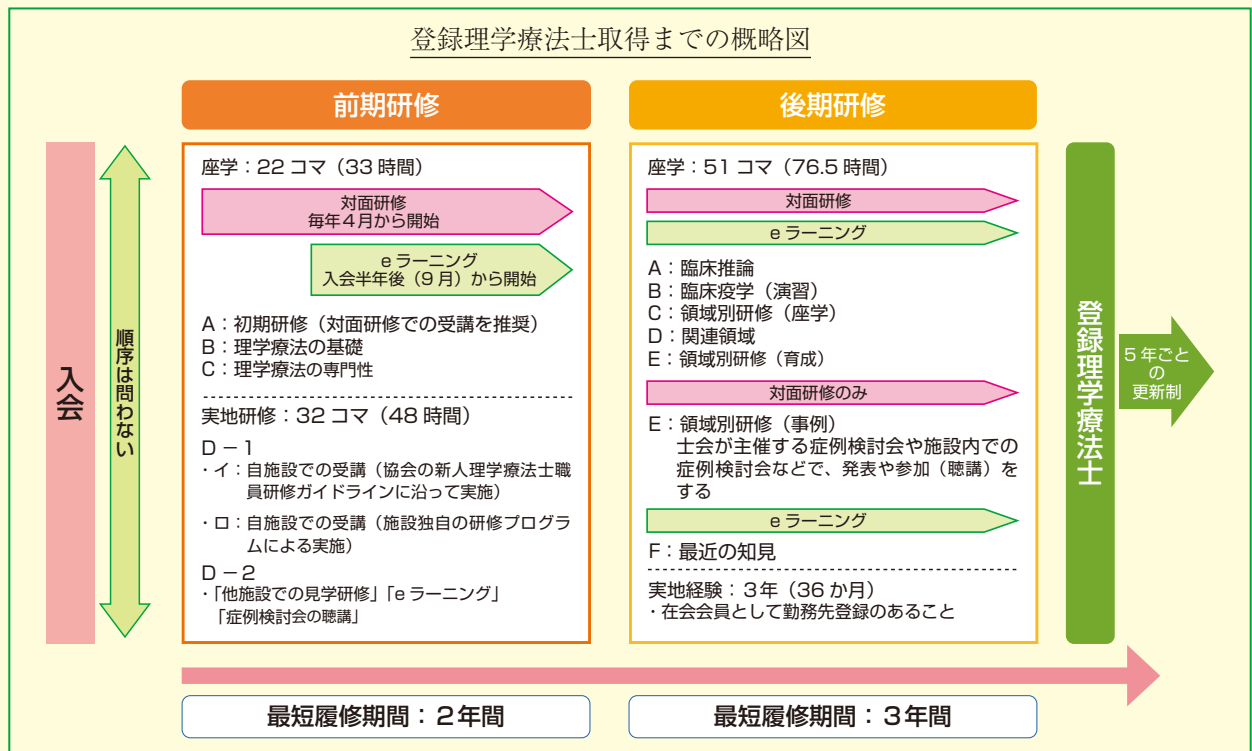 登録理学療法士取得までの概略図
入会
順序は問わない
前期研修
座学：22コマ（33時間）
対面研修
毎年4月から開始
eラーニング
入会半年後（9月）から開始
A：初期研修（対面研修での受講を推奨）
B：理学療法の基礎
C：理学療法の専門性
実地研修：32コマ（48時間）
D－1
・イ：自施設での受講（協会の新人理学療法士職
員研修ガイドラインに沿って実施）
・ロ：自施設での受講（施設独自の研修プログラ
ムによる実施）
D－2
・「他施設での見学研修」「eラーニング」
「症例検討会の聴講」
最短履修期間：2年間
後期研修
座学：51コマ（76.5時間）
対面研修
eラーニング
A：臨床推論
B：臨床疫学（演習）
C：領域別研修（座学）
D：関連領域
E：領域別研修（育成）
対面研修のみ
E：領域別研修（事例）
士会が主催する症例検討会や施設内での
症例検討会などで、発表や参加（聴講）を
する
eラーニング
F：最近の知見
実地経験：3年（36か月）
・在会会員として勤務先登録のあること
最短履修期間：3年間
登録理学療法士
5年ごと
の
更新制